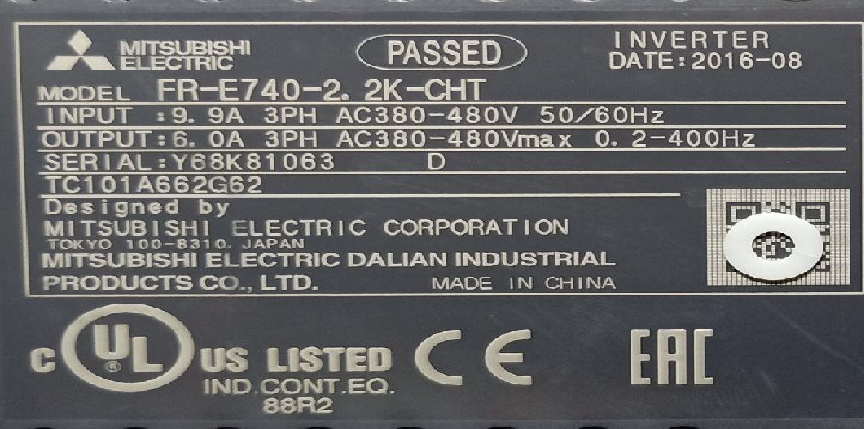 MITSUBISHI
ELECTRIC
PASSED
INVERTER
DATE:2016-08
MODEL FR-E740-2.2K-CHT
INPUT :9.9A 3PH AC380-480V 50/60Hz
OUTPUT:6.0A 3PH AC380-480Vmax 0.2-400Hz
SERIAL:Y68K81063 D
TC101A662G62
Designed by
MITSUBISHI ELECTRIC CORPORATION
TOKYO 100-8310. JAPAN
MITSUBISHI ELECTRIC DALIAN INDUSTRIAL
PRODUCTS CO., LTD. MADE IN CHINA
C UL ® US LISTED
IND.CONT.EQ.
88R2
CE
EAC